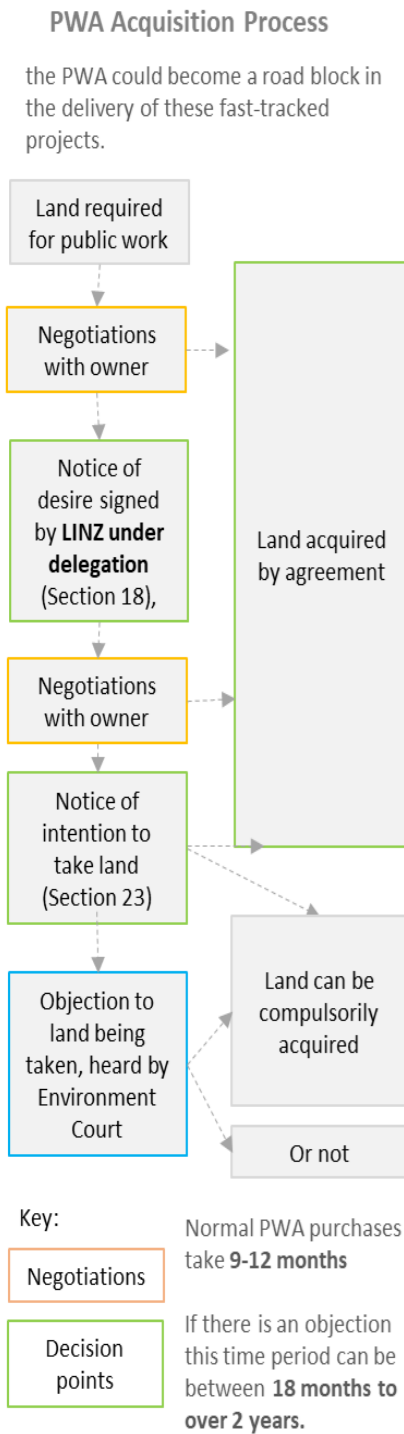 PWA Acquisition Process
the PWA could become a road block in
the delivery of these fast-tracked
projects.
Land required
for public work
Negotiations
with owner
Notice of
desire signed
by LINZ under
delegation
(Section 18),
Land acquired
by agreement
Negotiations
with owner
Notice of
intention to
take land
(Section 23)
Objection to
land being
taken, heard by
Environment
Court
Land can be
compulsorily
acquired
Or not
Key:
Negotiations
Decision
points
Normal PWA purchases
take 9-12 months
If there is an objection
this time period can be
between 18 months to
over 2 years.